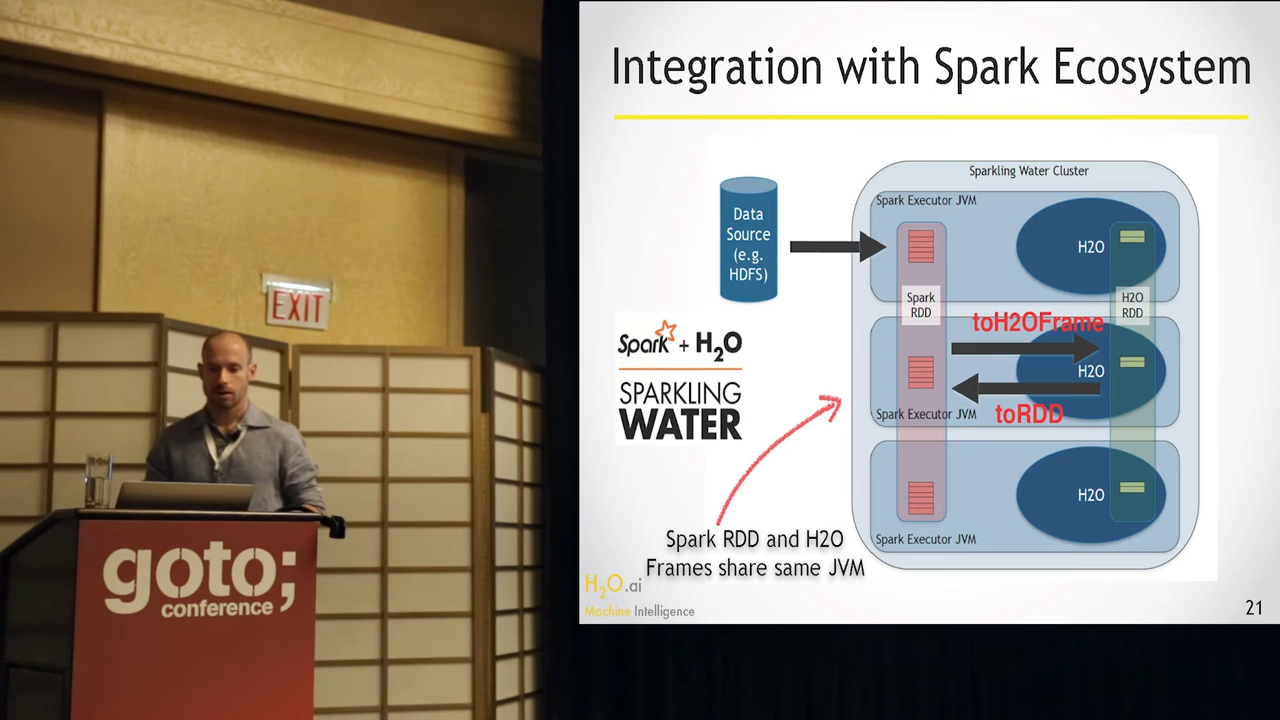 EXIT
goto;
conference
Integration with Spark Ecosystem
Sparkling Water Cluster
Spark Executor JVM
Data
Source
(e.g.
HDFS)
H2O
Spark
RDD
H2O
RDD
toH2OFrame
Spark + H2O
SPARKLING
WATER
H2O
Spark Executor JVM
toRDD
H2O
Spark Executor JVM
Spark RDD and H2O
Frames share same JVM
H2O.ai
Machine Intelligence
21